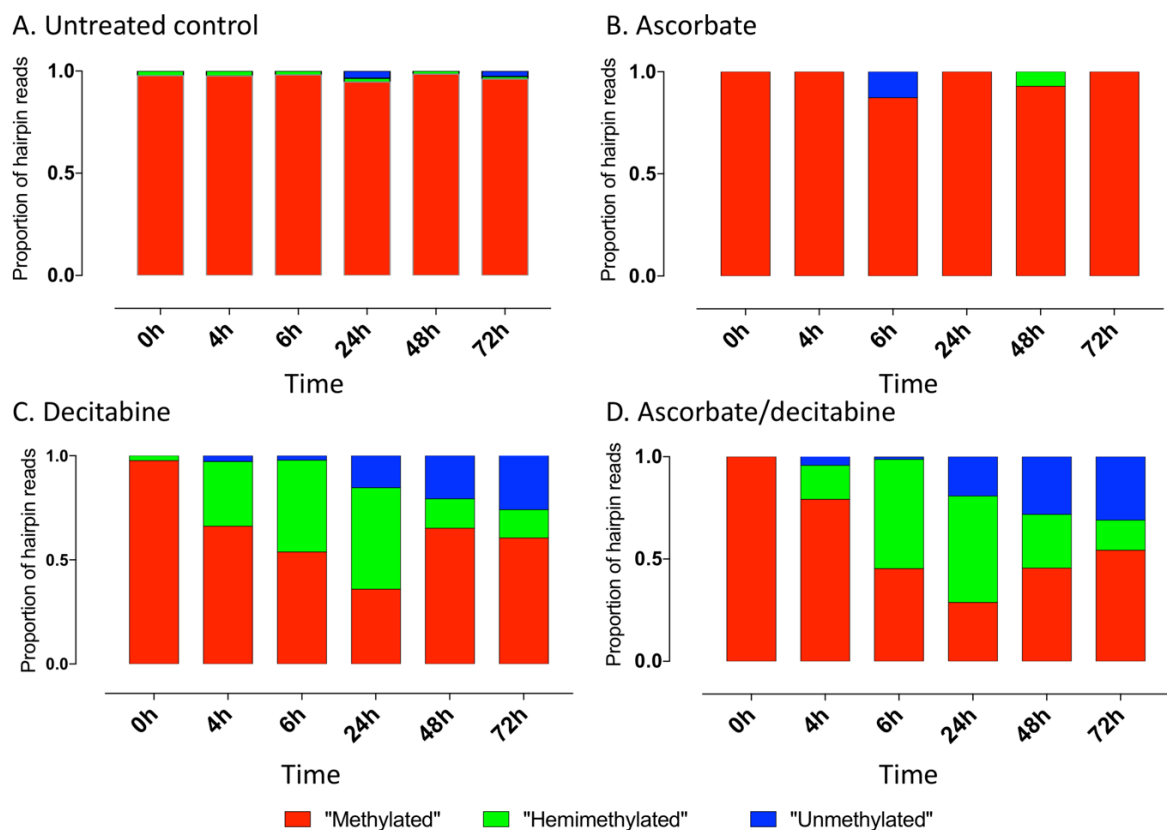 A. Untreated control
Proportion of hairpin reads
1.0
0.5
0.0
0h 4h 6h 24h 48h 72h
Time
B. Ascorbate
Proportion of hairpin reads
1.0
0.5
0.0
0h 4h 6h 24h 48h 72h
Time
C. Decitabine
Proportion of hairpin reads
1.0
0.5
0.0
0h 4h 6h 24h 48h 72h
Time
D. Ascorbate/decitabine
Proportion of hairpin reads
1.0
0.5
0.0
0h 4h 6h 24h 48h 72h
Time
"Methylated" "Hemimethylated" "Unmethylated"